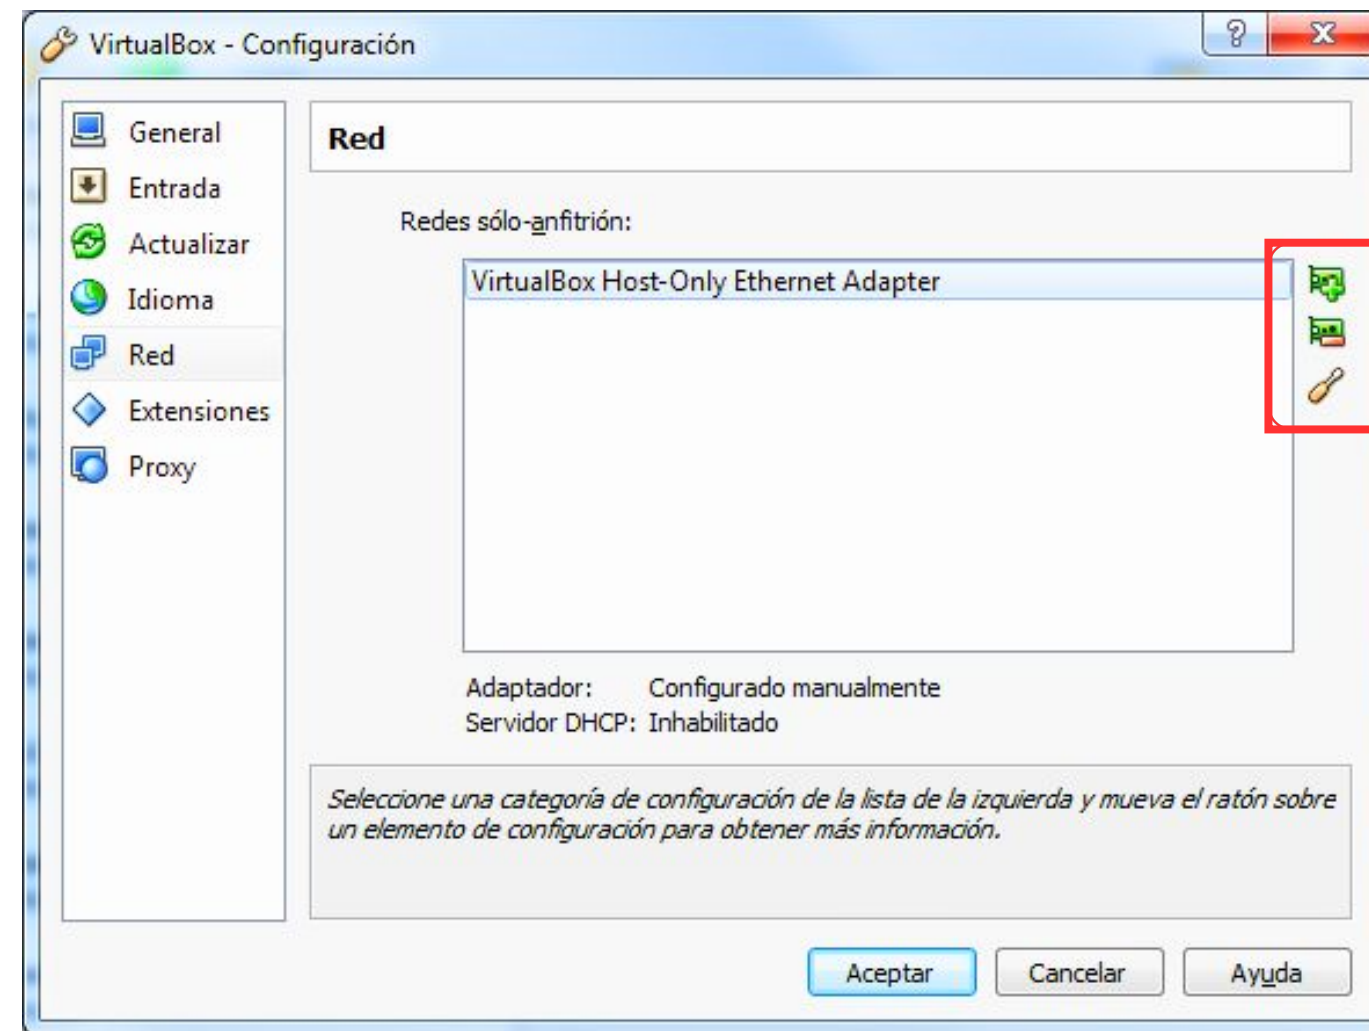 VirtualBox - Configuración
General
Entrada
Actualizar
Idioma
Red
Extensiones
Proxy
Red
Redes sólo-anfitrión:
VirtualBox Host-Only Ethernet Adapter
Adaptador: Configurado manualmente
Servidor DHCP: Inhabilitado
Seleccione una categoría de configuración de la lista de la izquierda y mueva el ratón sobre
un elemento de configuración para obtener más información.
Aceptar Cancelar Ayuda